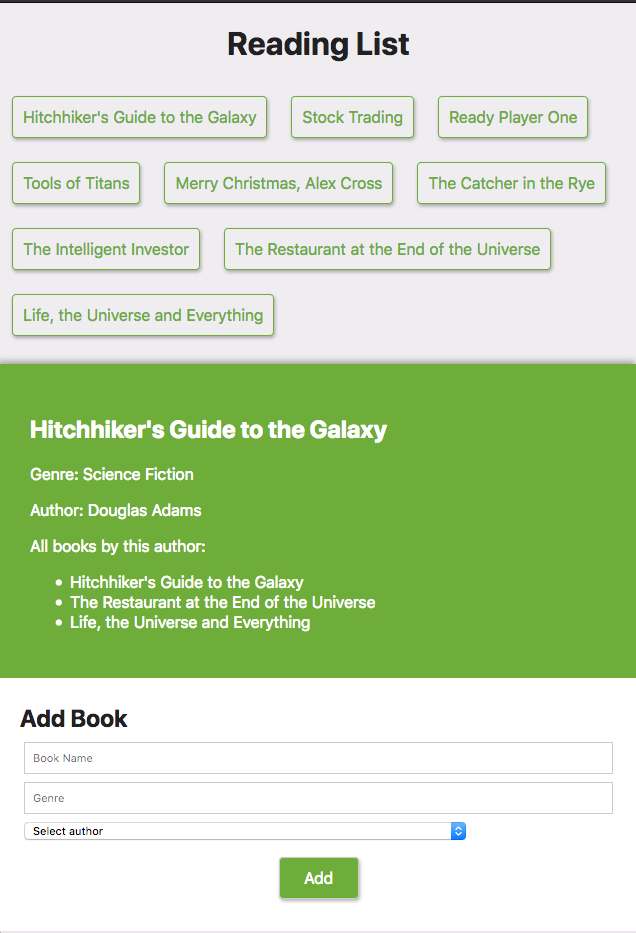 Reading List
Hitchhiker's Guide to the Galaxy Stock Trading Ready Player One
Tools of Titans Merry Christmas, Alex Cross The Catcher in the Rye
The Intelligent Investor The Restaurant at the End of the Universe
Life, the Universe and Everything
Hitchhiker's Guide to the Galaxy
Genre: Science Fiction
Author: Douglas Adams
All books by this author:
• Hitchhiker's Guide to the Galaxy
• The Restaurant at the End of the Universe
• Life, the Universe and Everything
Add Book
Book Name
Genre
Select author
Add